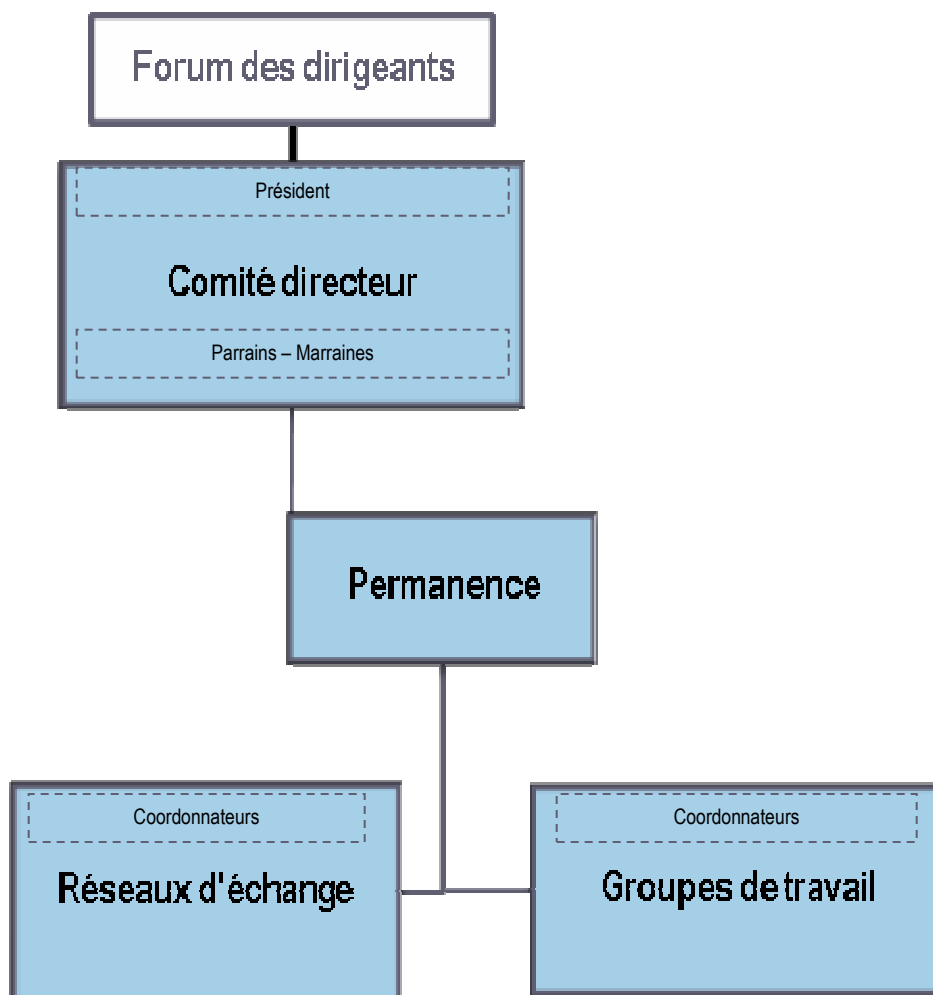 Forum des dirigeants
Président
Comité directeur
Parrains – Marraines
Permanence
Coordonnateurs
Réseaux d'échange
Coordonnateurs
Groupes de travail